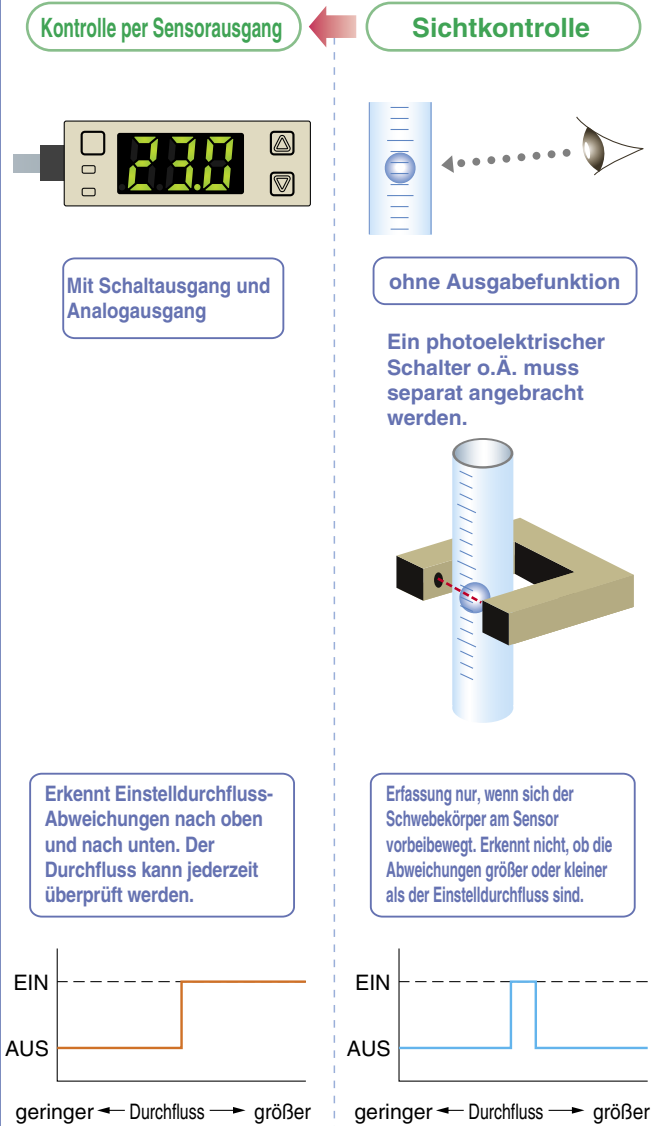 Kontrolle per Sensorausgang
Sichtkontrolle
23.0
Mit Schaltausgang und
Analogausgang
ohne Ausgabefunktion
Ein photoelektrischer
Schalter o.Ä. muss
separat angebracht
werden.
Erkennt Einstelldurchfluss-
Abweichungen nach oben
und nach unten. Der
Durchfluss kann jederzeit
überprüft werden.
Erfassung nur, wenn sich der
Schwebekörper am Sensor
vorbeibewegt. Erkennt nicht, ob die
Abweichungen größer oder kleiner
als der Einstelldurchfluss sind.
EIN
AUS
geringer Durchfluss größer
EIN
AUS
geringer Durchfluss größer